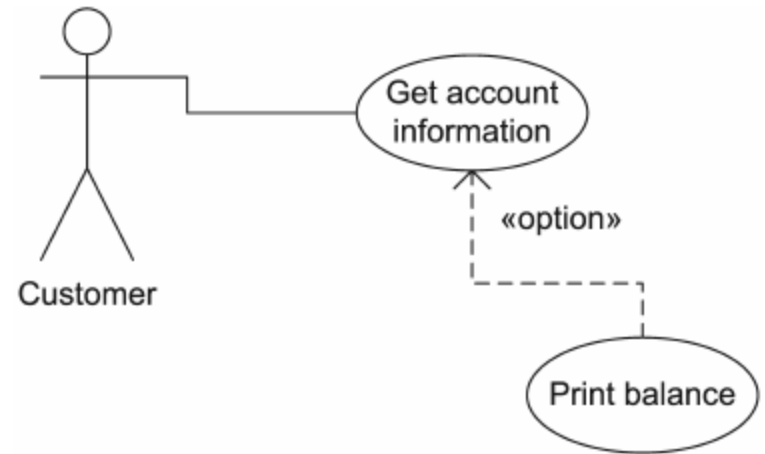 Get account
information
«option»
Customer
Print balance